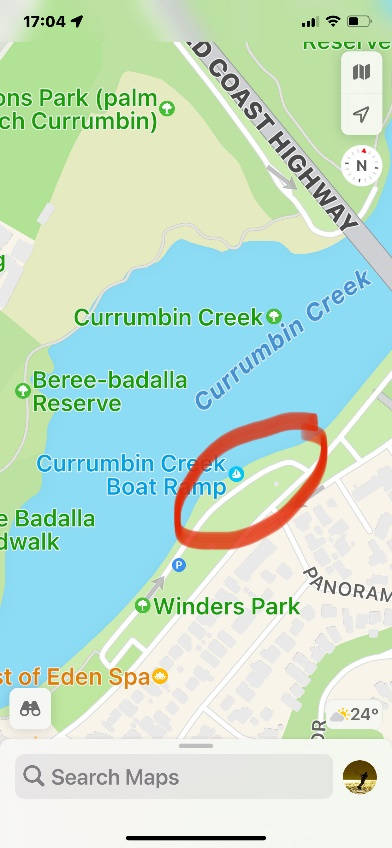 17:04
Reserve
ons Park (palm
ch Currumbin)
D COAST HIGHWAY
N
g
Currumbin Creek
Currumbin Creek
Beree-badalla
Reserve
Currumbin Creek
Boat Ramp
e Badalla
dwalk
P
PANORAM
Winders Park
st of Eden Spa
24°
OR
Search Maps